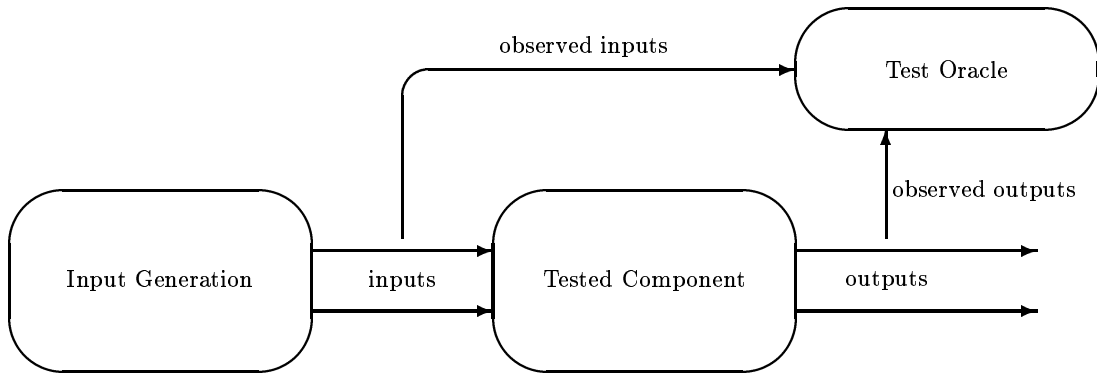 observed inputs
Test Oracle
observed outputs
Input Generation
inputs
Tested Component
outputs